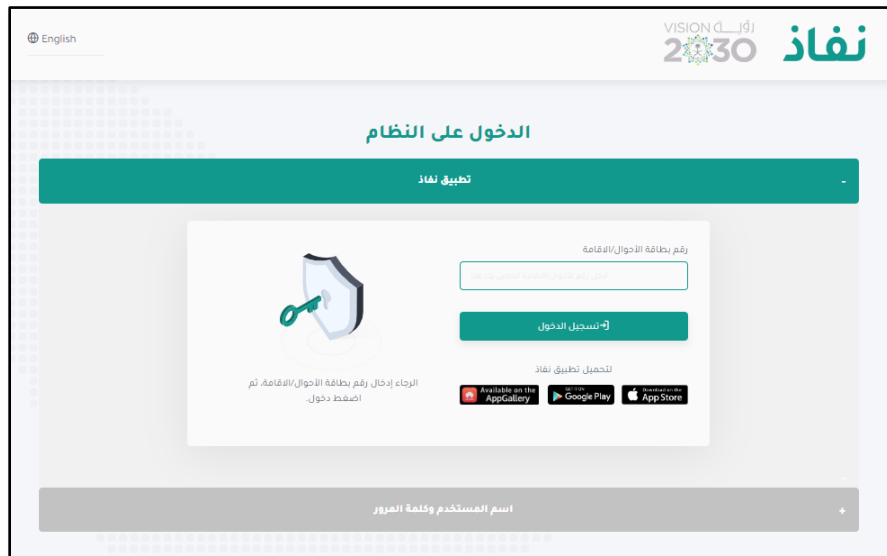 English
رؤيـــة VISION
2030
نفاذ
الدخول على النظام
تطبيق نفاذ
-
رقم بطاقة الأحوال/الاقامة
تسجيل الدخول
لتحميل تطبيق نفاذ
Available on the AppGallery
GET IT ON Google Play
Download on the App Store
الرجاء إدخال رقم بطاقة الأحوال/الاقامة، ثم
اضغط دخول.
اسم المستخدم وكلمة المرور
+